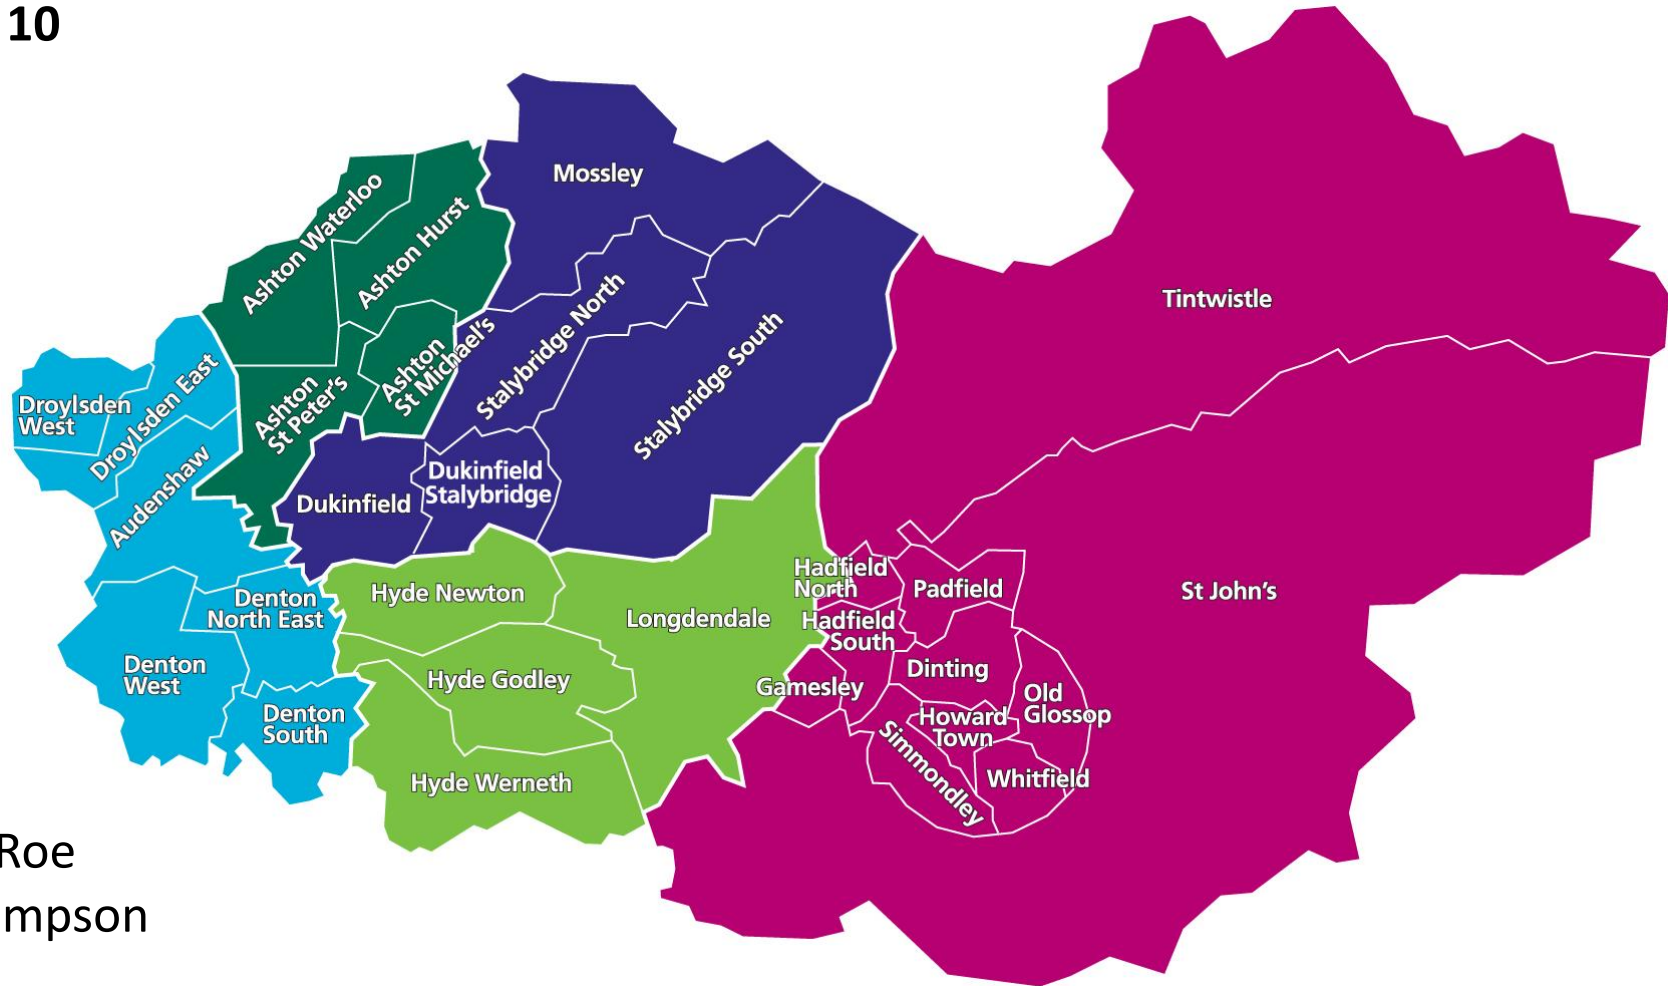 10
Mossley
Ashton Waterloo
Ashton Hurst
Tintwistle
Stalybridge North
Ashton
St Michael's
Stalybridge South
Droylsden
West
Droylsden East
Ashton
St Peter's
Audenshaw
Dukinfield
Dukinfield
Stalybridge
Hadfield
North
Padfield
St John's
Hyde Newton
Denton
North East
Longdendale
Hadfield
South
Denton
West
Hyde Godley
Gamesley
Dinting
Old
Glossop
Denton
South
Howard
Town
Simmondley
Whitfield
Hyde Werneth
Roe
mpson